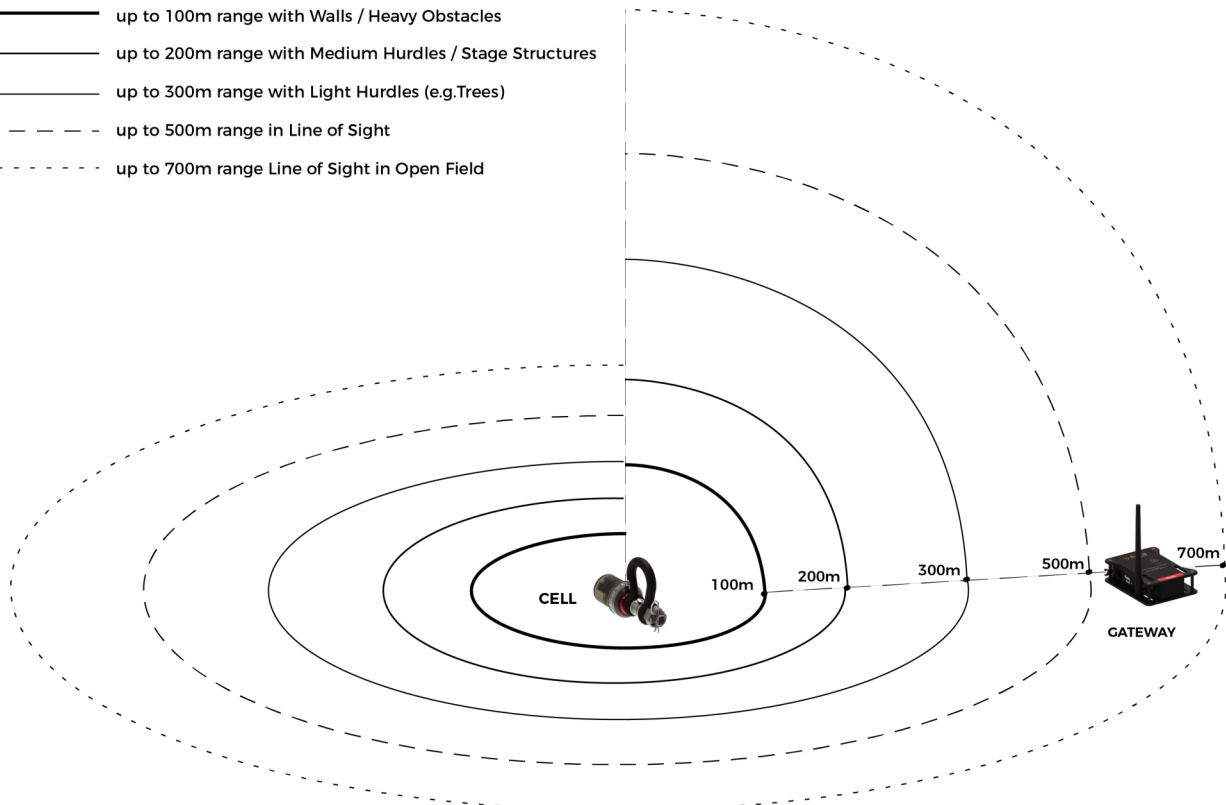 up to 100m range with Walls / Heavy Obstacles
up to 200m range with Medium Hurdles / Stage Structures
up to 300m range with Light Hurdles (e.g.Trees)
up to 500m range in Line of Sight
up to 700m range Line of Sight in Open Field
CELL
100m
200m
300m
500m
700m
GATEWAY